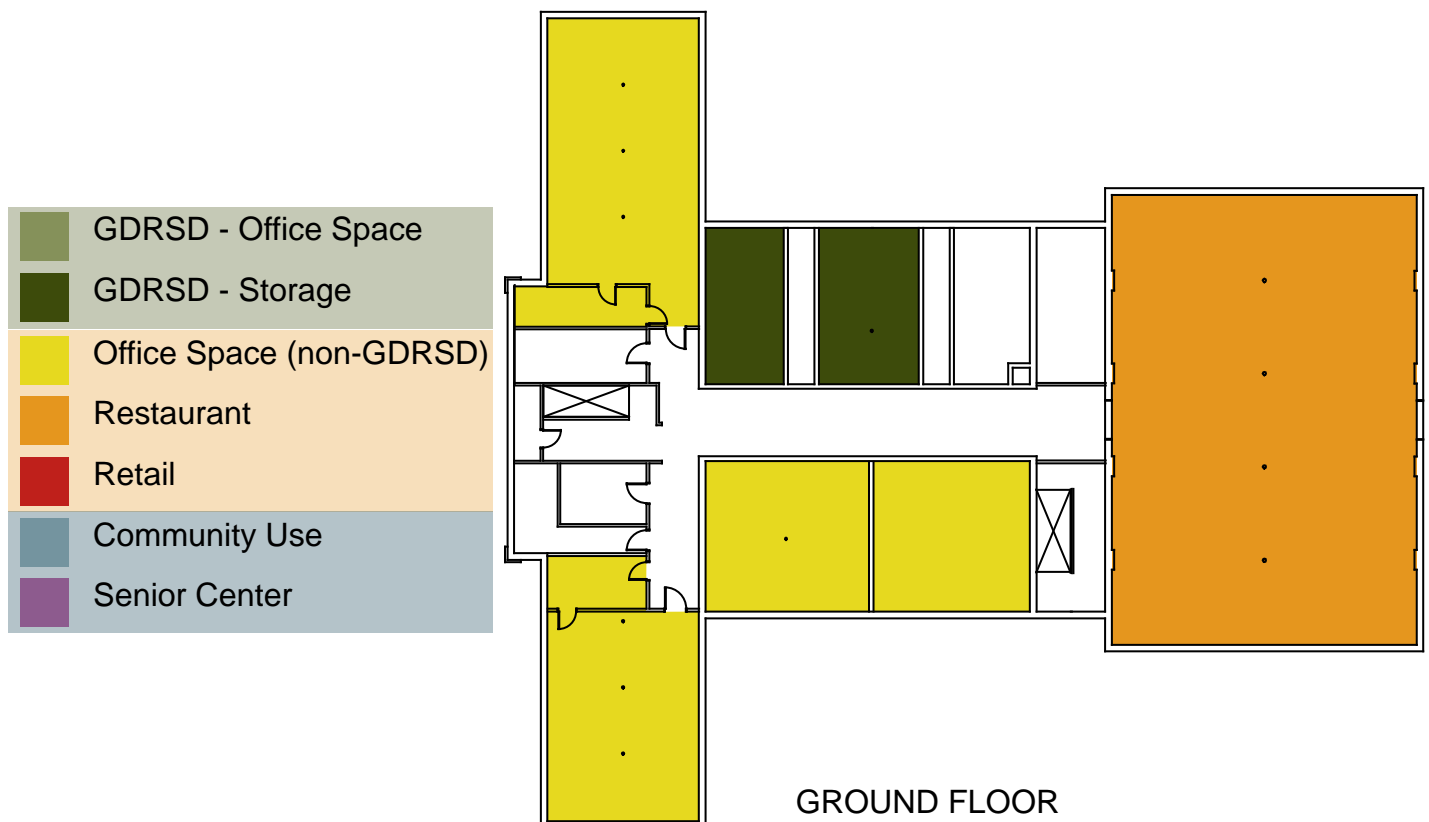 GDRSD - Office Space
GDRSD - Storage
Office Space (non-GDRSD)
Restaurant
Retail
Community Use
Senior Center
GROUND FLOOR